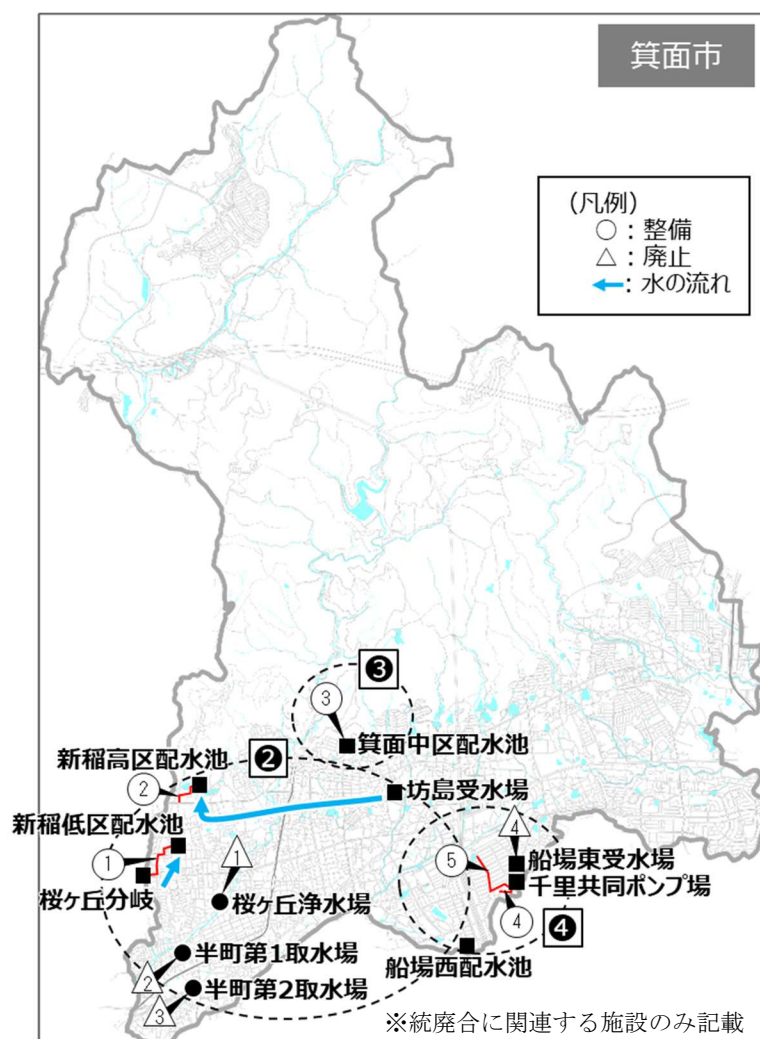 箕面市
(凡例)
○：整備
△：廃止
←：水の流れ
❸
3
箕面中区配水池
❷
新稲高区配水池
2
坊島受水場
新稲低区配水池
4
1
1
5
船場東受水場
千里共同ポンプ場
桜ヶ丘分岐
桜ヶ丘浄水場
4
❹
半町第1取水場
船場西配水池
2
半町第2取水場
3
※統廃合に関連する施設のみ記載